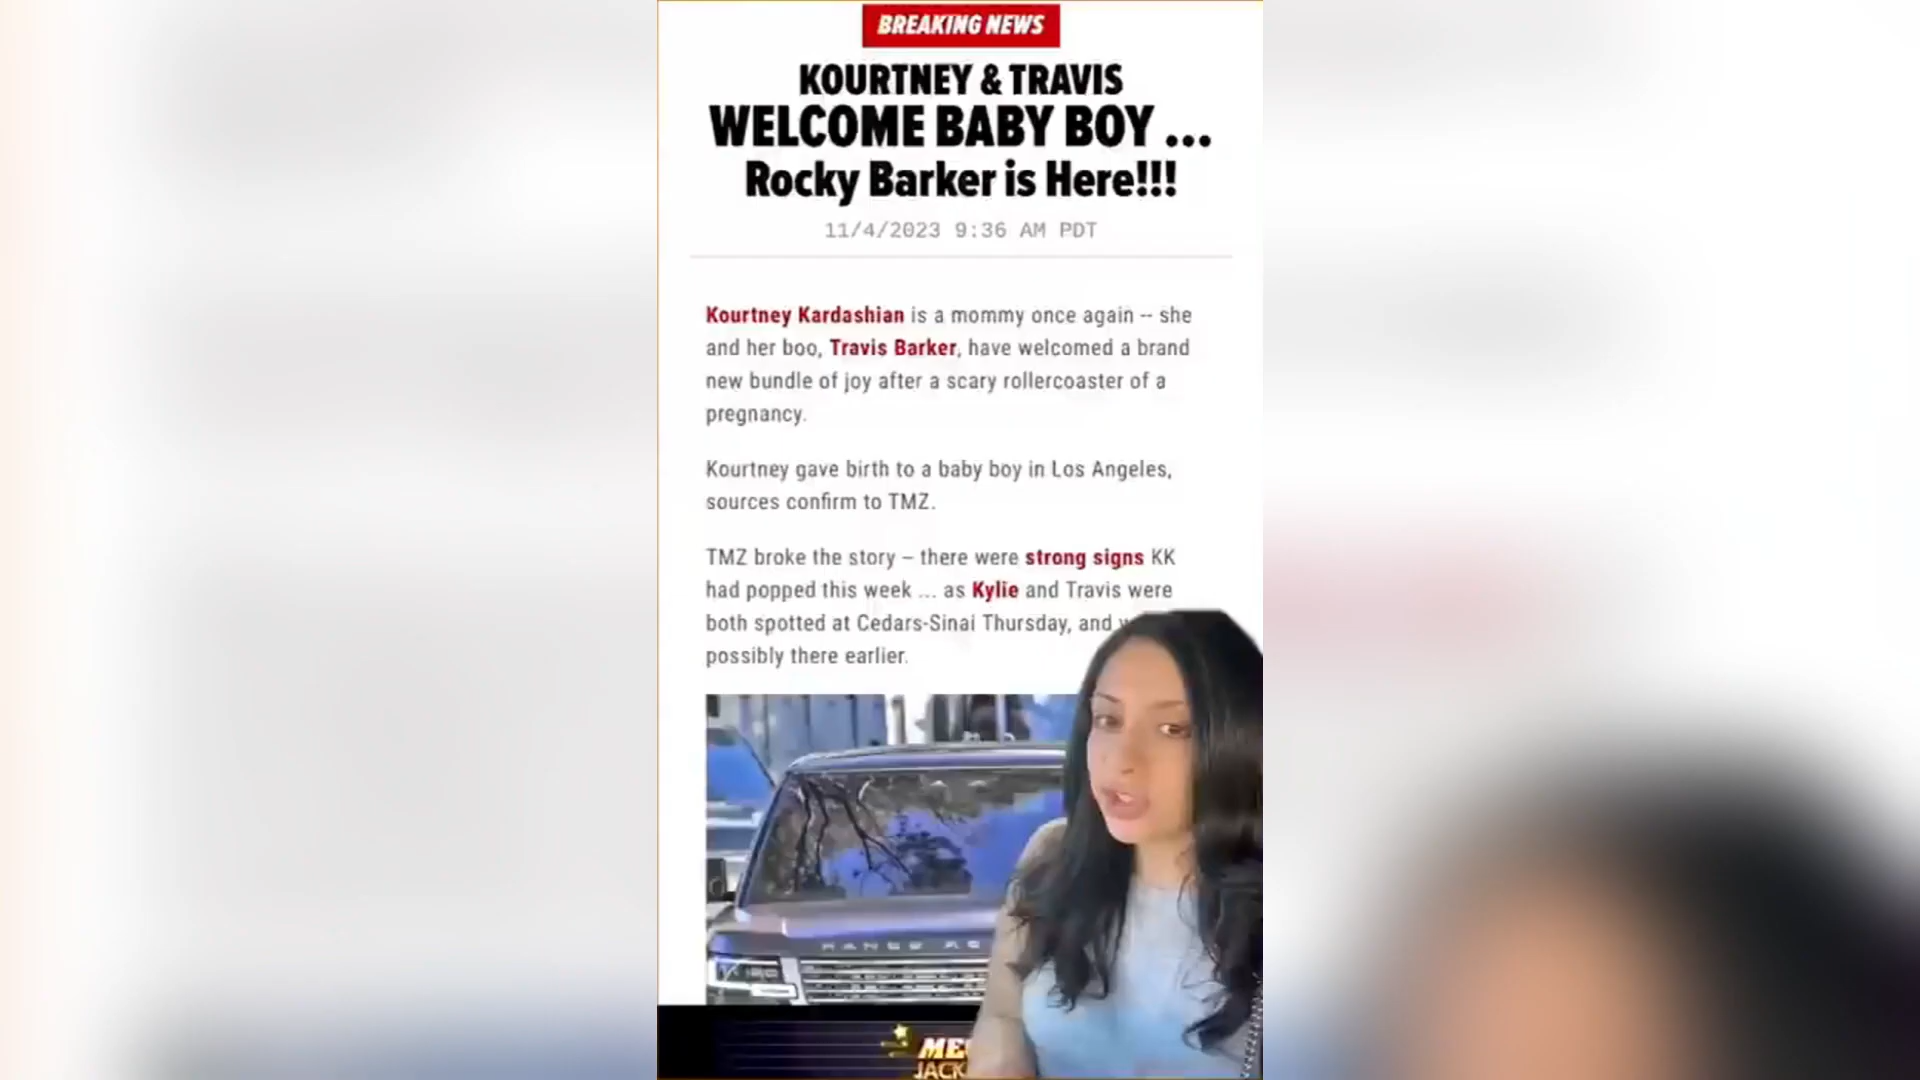 BREAKING NEWS
KOURTNEY & TRAVIS
WELCOME BABY BOY ...
Rocky Barker is Here!!!
11/4/2023 9:36 AM PDT
Kourtney Kardashian is a mommy once again -- she
and her boo, Travis Barker, have welcomed a brand
new bundle of joy after a scary rollercoaster of a
pregnancy.
Kourtney gave birth to a baby boy in Los Angeles,
sources confirm to TMZ.
TMZ broke the story – there were strong signs KK
had popped this week ... as Kylie and Travis were
both spotted at Cedars-Sinai Thursday, and
possibly there earlier.